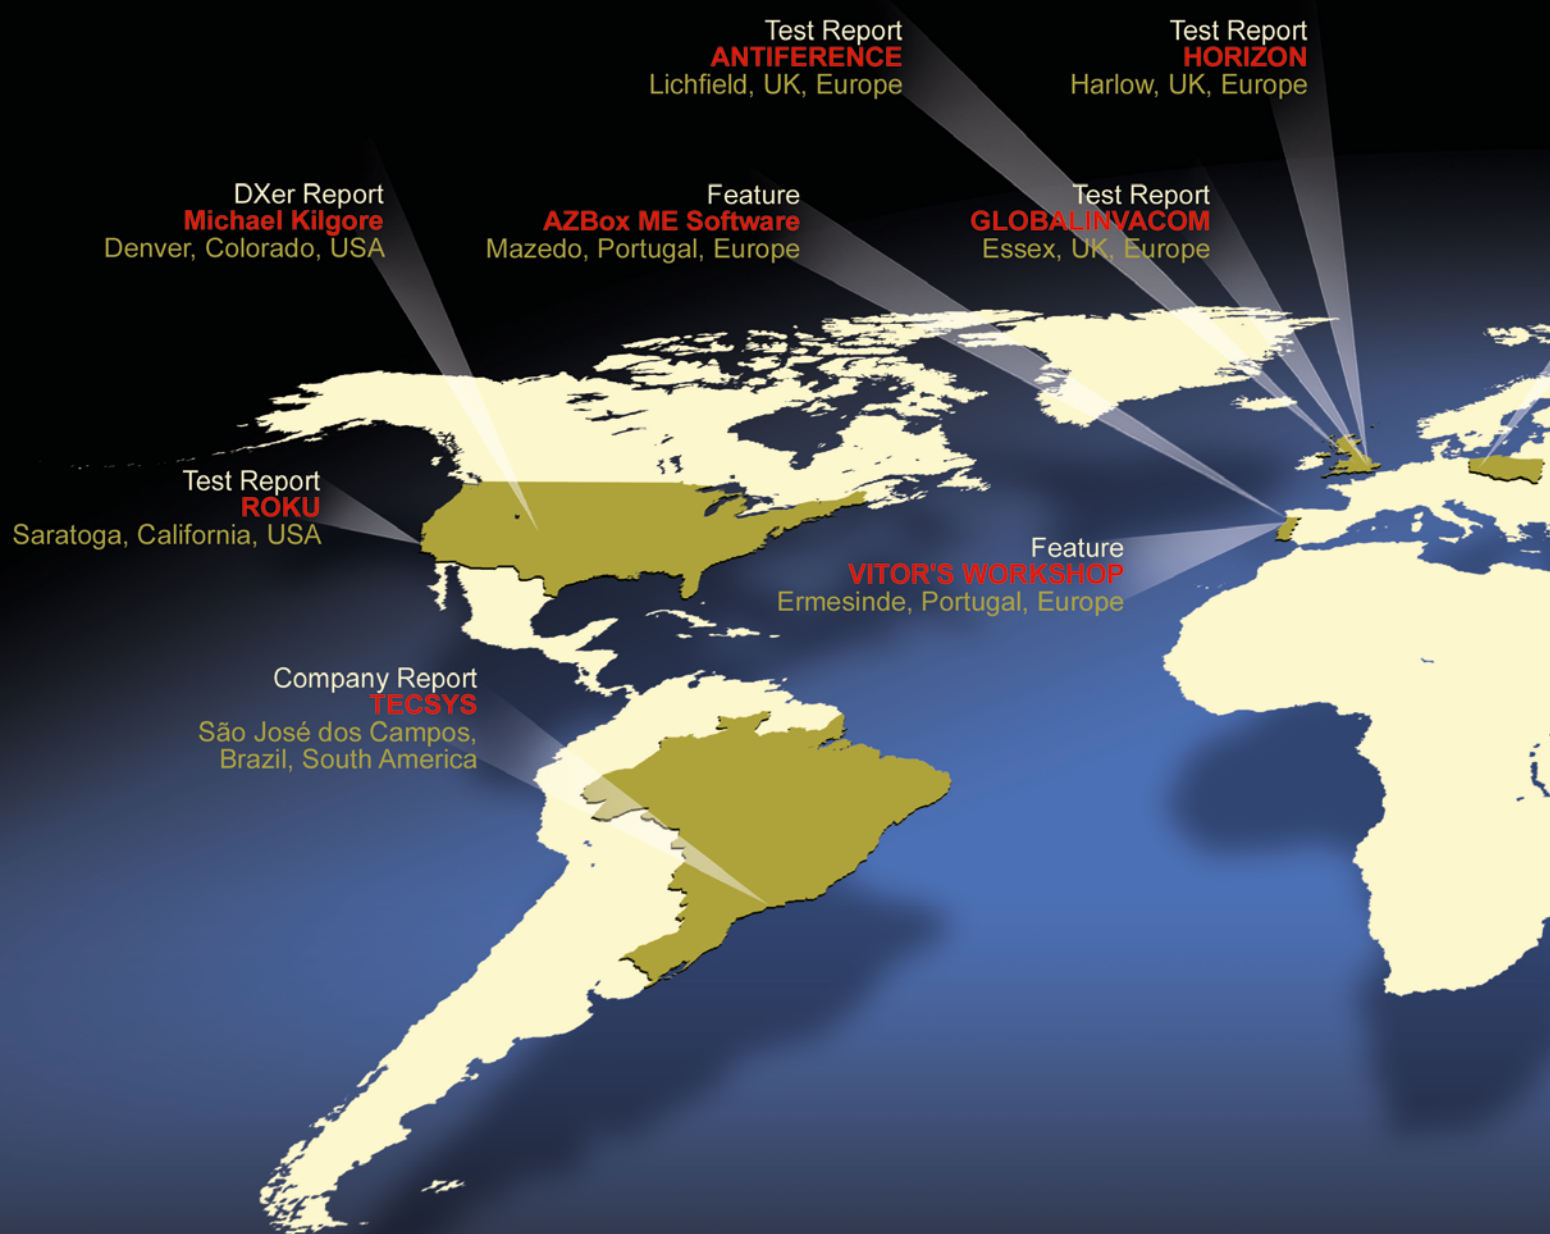 Test Report
ANTIFERENCE
Lichfield, UK, Europe
Test Report
HORIZON
Harlow, UK, Europe
DXer Report
Michael Kilgore
Denver, Colorado, USA
Feature
AZBox ME Software
Mazedo, Portugal, Europe
Test Report
GLOBALINVACOM
Essex, UK, Europe
Test Report
ROKU
Saratoga, California, USA
Feature
VITOR'S WORKSHOP
Ermesinde, Portugal, Europe
Company Report
TECSYS
São José dos Campos,
Brazil, South America